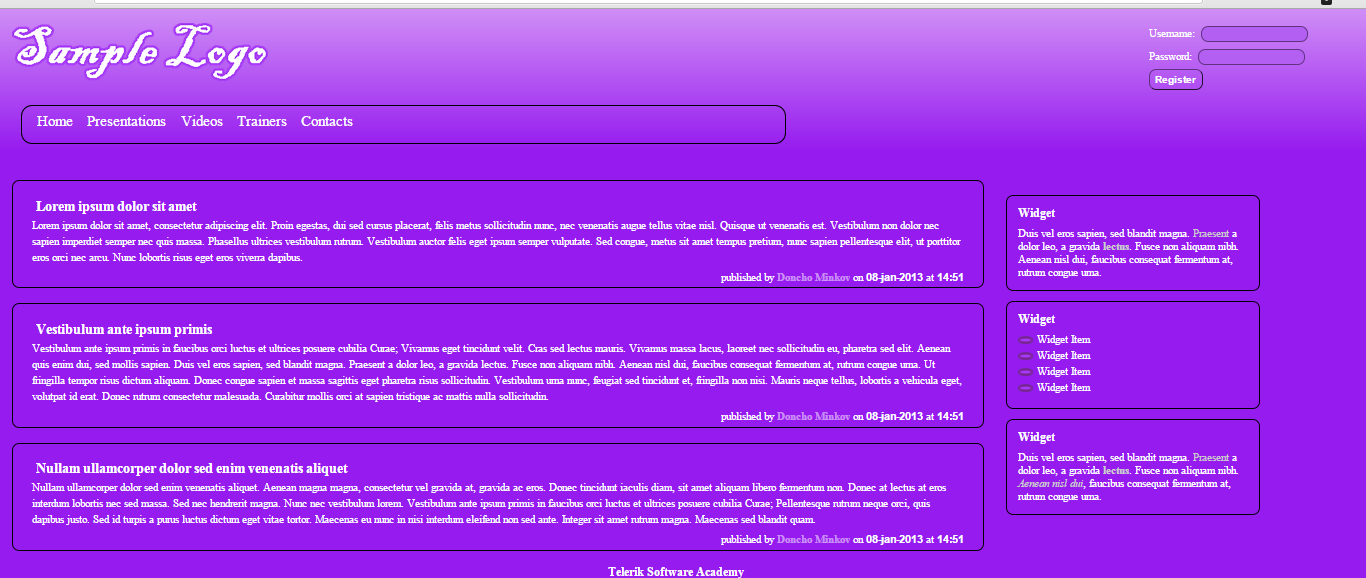 Sample Logo
Username:
Password:
Register
Home Presentations Videos Trainers Contacts
Lorem ipsum dolor sit amet
Lorem ipsum dolor sit amet, consectetur adipiscing elit. Proin egestas, dui sed cursus placerat, felis metus sollicitudin nunc, nec venenatis augue tellus vitae nisl. Quisque ut venenatis est. Vestibulum non dolor nec
sapien imperdiet semper nec quis massa. Phasellus ultrices vestibulum rutrum. Vestibulum auctor felis eget ipsum semper vulputate. Sed congue, metus sit amet tempus pretium, nunc sapien pellentesque elit, ut porttitor
eros orci nec arcu. Nunc lobortis risus eget eros viverra dapibus.
published by Doncho Minkov on 08-jan-2013 at 14:51
Vestibulum ante ipsum primis
Vestibulum ante ipsum primis in faucibus orci luctus et ultrices posuere cubilia Curae; Vivamus eget tincidunt velit. Cras sed lectus mauris. Vivamus massa lacus, laoreet nec sollicitudin eu, pharetra sed elit. Aenean
quis enim dui, sed mollis sapien. Duis vel eros sapien, sed blandit magna. Praesent a dolor leo, a gravida lectus. Fusce non aliquam nibh. Aenean nisl dui, faucibus consequat fermentum at, rutrum congue urna. Ut
fringilla tempor risus dictum aliquam. Donec congue sapien et massa sagittis eget pharetra risus sollicitudin. Vestibulum urna nunc, feugiat sed tincidunt et, fringilla non nisi. Mauris neque tellus, lobortis a vehicula eget,
volutpat id erat. Donec rutrum consectetur malesuada. Curabitur mollis orci at sapien tristique ac mattis nulla sollicitudin.
published by Doncho Minkov on 08-jan-2013 at 14:51
Nullam ullamcorper dolor sed enim venenatis aliquet
Nullam ullamcorper dolor sed enim venenatis aliquet. Aenean magna magna, consectetur vel gravida at, gravida ac eros. Donec tincidunt iaculis diam, sit amet aliquam libero fermentum non. Donec at lectus at eros
interdum lobortis nec sed massa. Sed nec hendrerit magna. Nunc nec vestibulum lorem. Vestibulum ante ipsum primis in faucibus orci luctus et ultrices posuere cubilia Curae; Pellentesque rutrum neque orci, quis
dapibus justo. Sed id turpis a purus luctus dictum eget vitae tortor. Maecenas eu nunc in nisi interdum eleifend non sed ante. Integer sit amet rutrum magna. Maecenas sed blandit quam.
published by Doncho Minkov on 08-jan-2013 at 14:51
Widget
Duis vel eros sapien, sed blandit magna. Praesent a
dolor leo, a gravida lectus. Fusce non aliquam nibh.
Aenean nisl dui, faucibus consequat fermentum at,
rutrum congue urna.
Widget
Widget Item
Widget Item
Widget Item
Widget Item
Widget
Duis vel eros sapien, sed blandit magna. Praesent a
dolor leo, a gravida lectus. Fusce non aliquam nibh.
Aenean nisl dui, faucibus consequat fermentum at,
rutrum congue urna.
Telerik Software Academy